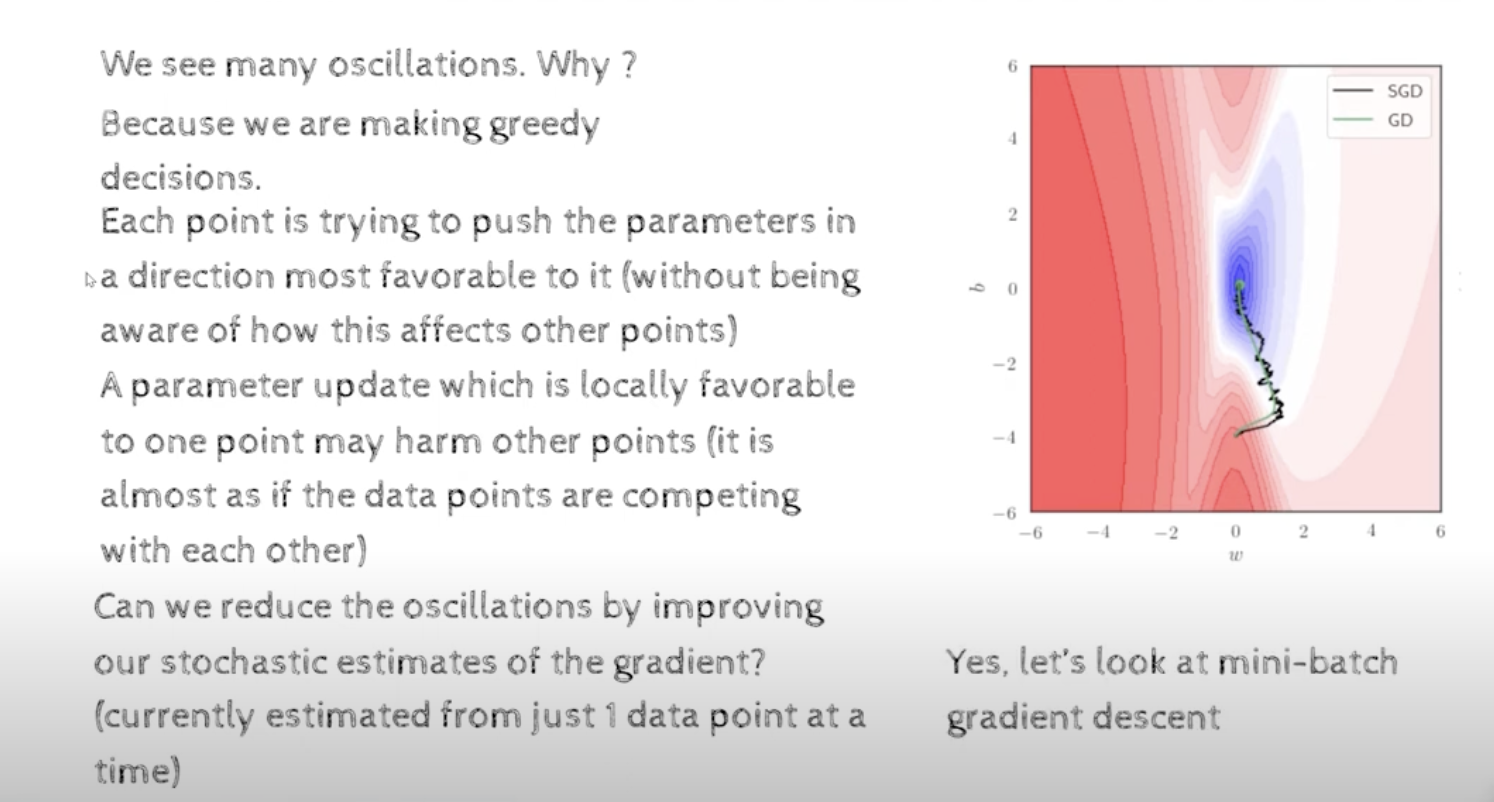 We see many oscillations. Why ?
Because we are making greedy
decisions.
Each point is trying to push the parameters in
a direction most favorable to it (without being
aware of how this affects other points)
A parameter update which is locally favorable
to one point may harm other points (it is
almost as if the data points are competing
with each other)
Can we reduce the oscillations by improving
our stochastic estimates of the gradient?
(currently estimated from just 1 data point at a
time)
6
4
2
0
−2
−4
−6
b
−6 −4 −2 0 2 4 6
w
SGD
GD
Yes, let's look at mini-batch
gradient descent